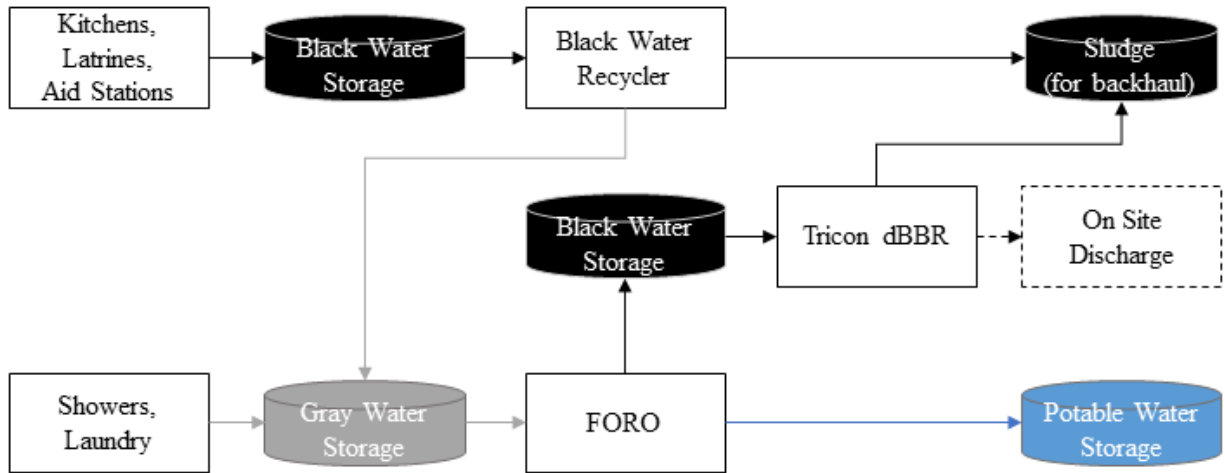 Kitchens,
Latrines,
Aid Stations
Black Water
Storage
Black Water
Recycler
Sludge
(for backhaul)
Black Water
Storage
Tricon dBBR
On Site
Discharge
Showers,
Laundry
Gray Water
Storage
FORO
Potable Water
Storage